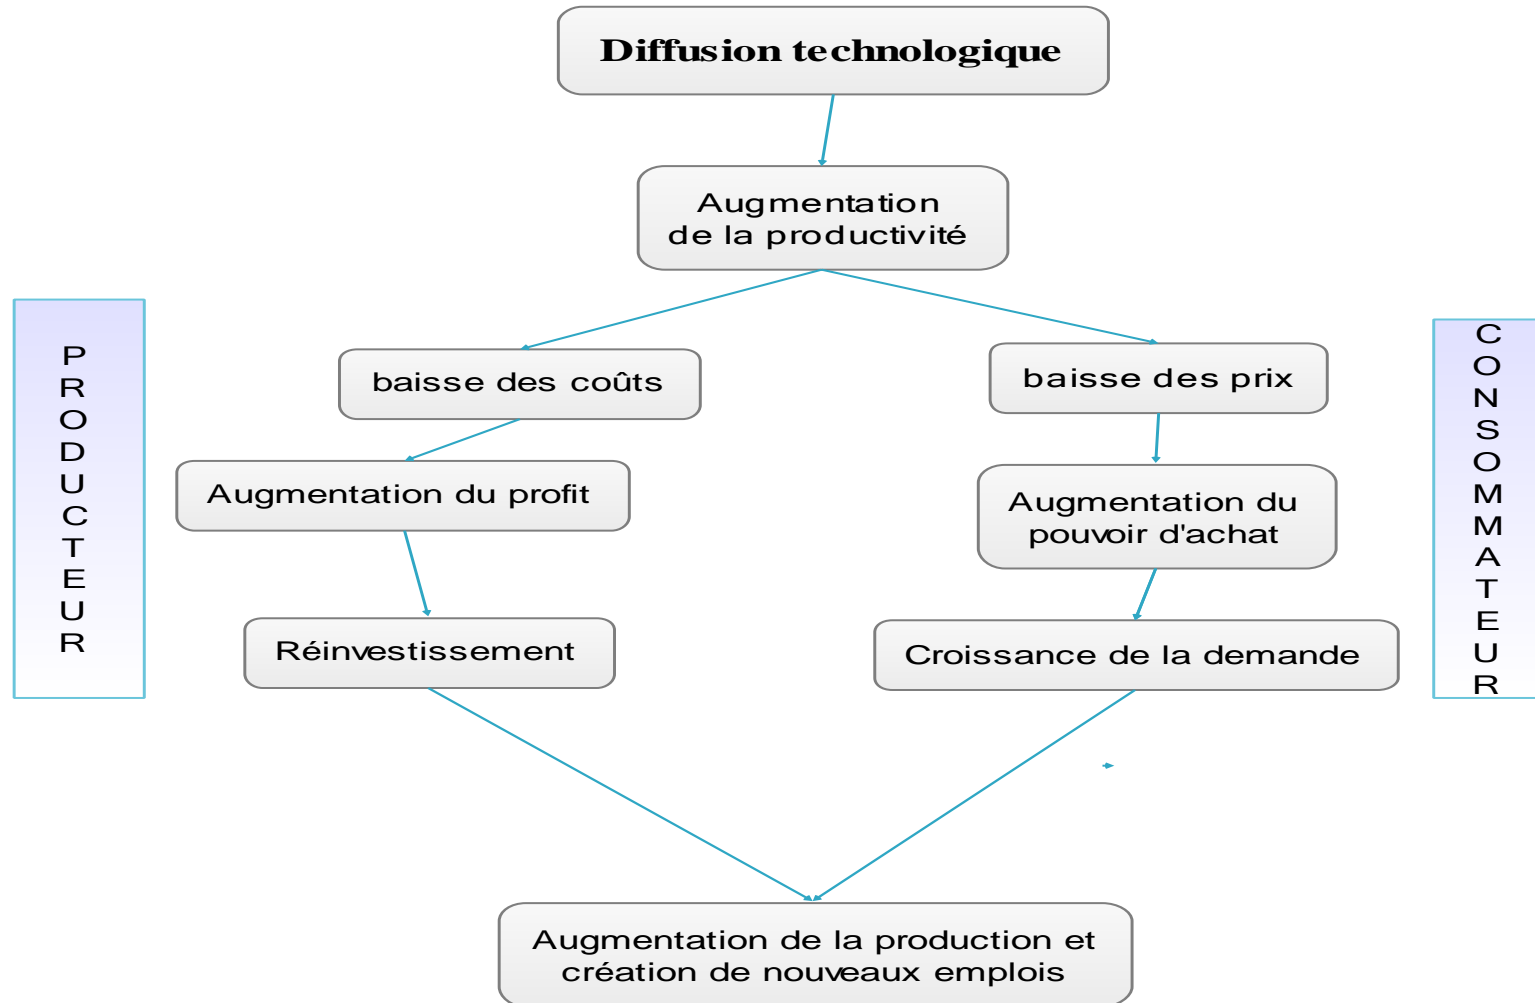 Diffusion technologique
Augmentation
de la productivité
PRODUCTEUR
baisse des coûts
baisse des prix
CONSOMMATEUR
Augmentation du profit
Augmentation du
pouvoir d'achat
Réinvestissement
Croissance de la demande
Augmentation de la production et
création de nouveaux emplois